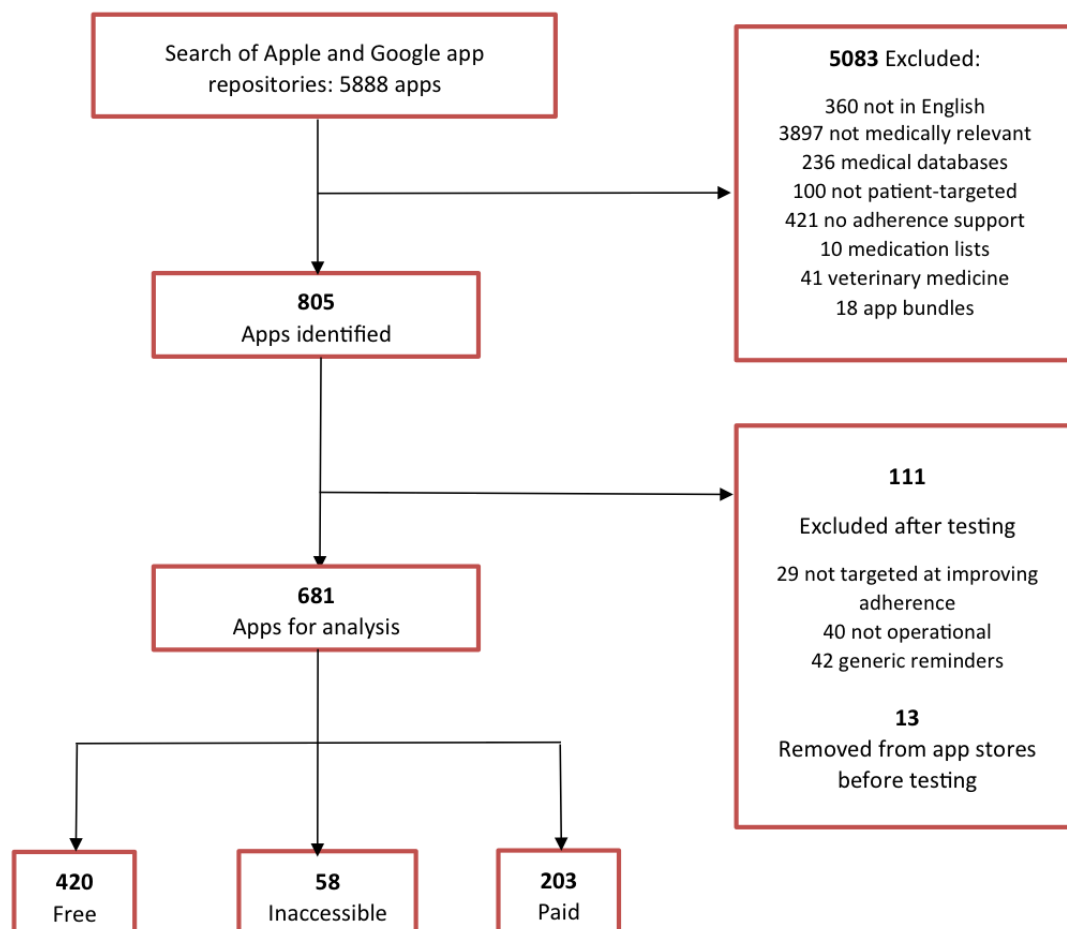 Search of Apple and Google app
repositories: 5888 apps
5083 Excluded:
360 not in English
3897 not medically relevant
236 medical databases
100 not patient-targeted
421 no adherence support
10 medication lists
41 veterinary medicine
18 app bundles
805
Apps identified
111
Excluded after testing
29 not targeted at improving
adherence
40 not operational
42 generic reminders
13
Removed from app stores
before testing
681
Apps for analysis
420
Free
58
Inaccessible
203
Paid